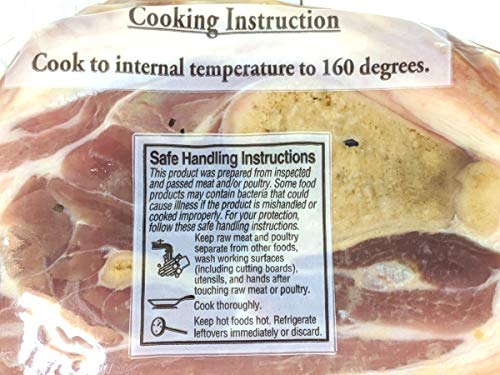 Cooking Instruction
Cook to internal temperature to 160 degrees.
Safe Handling Instructions
This product was prepared from inspected
and passed meat and/or poultry. Some food
products may contain bacteria that could
cause illness if the product is mishandled or
cooked improperly. For your protection,
follow these safe handling instructions.
Keep raw meat and poultry
separate from other foods,
wash working surfaces
(including cutting boards),
utensils, and hands after
touching raw meat or poultry.
Cook thoroughly.
Keep hot foods hot. Refrigerate
leftovers immediately or discard.